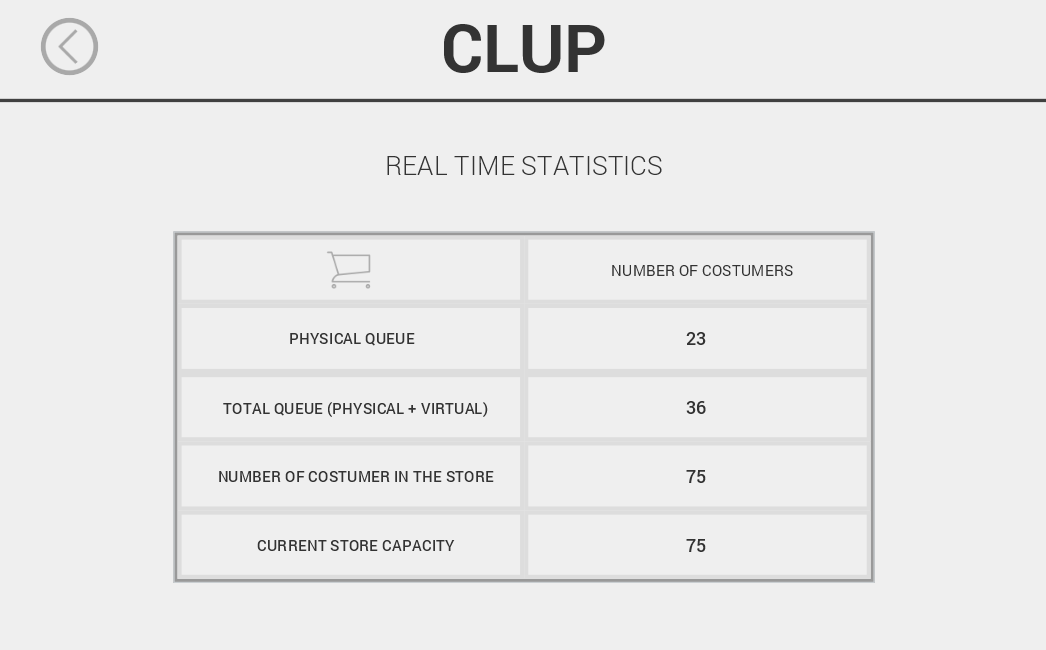 CLUP
REAL TIME STATISTICS
NUMBER OF COSTUMERS
PHYSICAL QUEUE
23
TOTAL QUEUE (PHYSICAL + VIRTUAL)
36
NUMBER OF COSTUMER IN THE STORE
75
CURRENT STORE CAPACITY
75